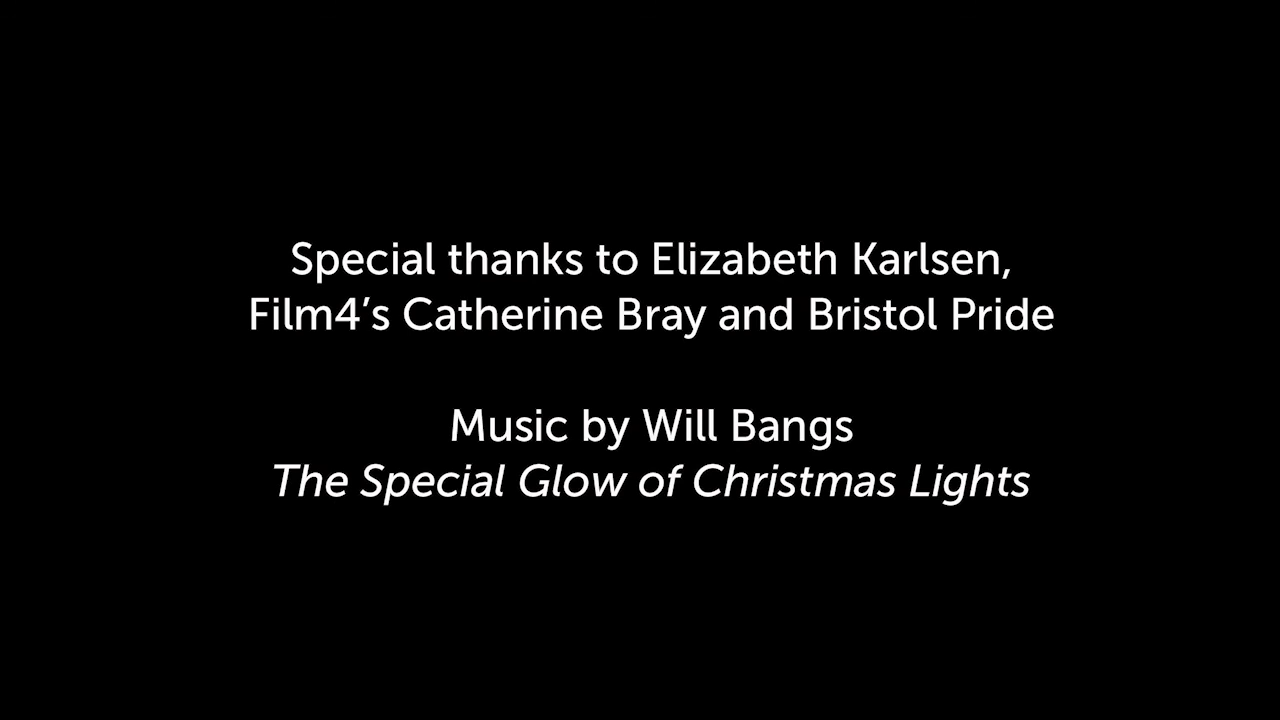 Special thanks to Elizabeth Karlsen,
Film4’s Catherine Bray and Bristol Pride
Music by Will Bangs
The Special Glow of Christmas Lights